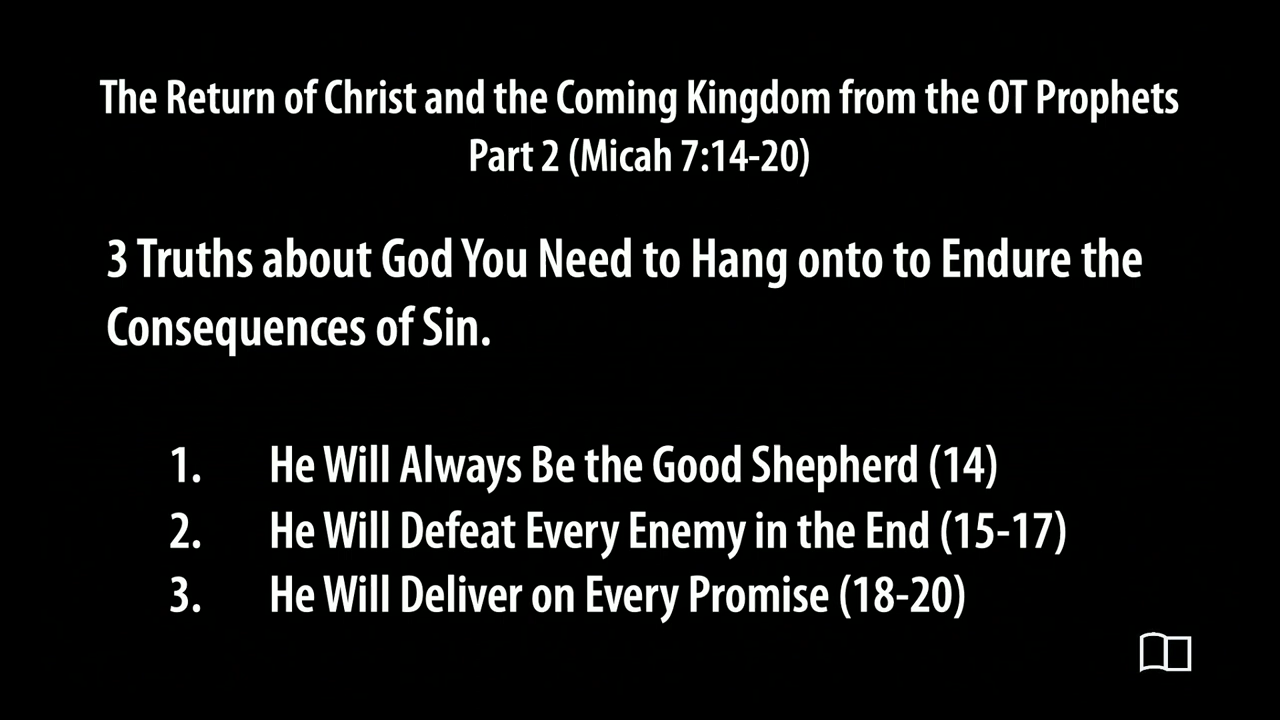 The Return of Christ and the Coming Kingdom from the OT Prophets
Part 2 (Micah 7:14-20)
3 Truths about God You Need to Hang onto to Endure the
Consequences of Sin.
1. He Will Always Be the Good Shepherd (14)
2. He Will Defeat Every Enemy in the End (15-17)
3. He Will Deliver on Every Promise (18-20)